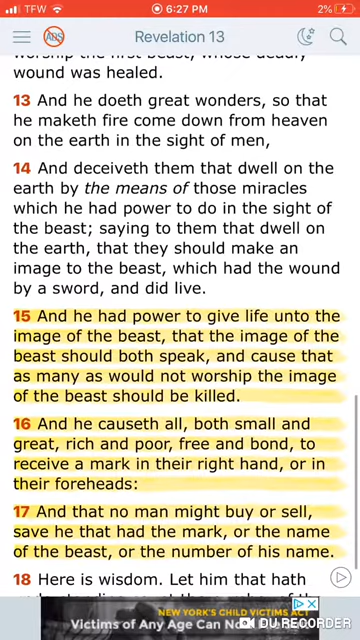 TFW 6:27 PM 2%
ADS Revelation 13
worship the first beast, whose deadly
wound was healed.
13 And he doeth great wonders, so that
he maketh fire come down from heaven
on the earth in the sight of men,
14 And deceiveth them that dwell on the
earth by the means of those miracles
which he had power to do in the sight of
the beast; saying to them that dwell on
the earth, that they should make an
image to the beast, which had the wound
by a sword, and did live.
15 And he had power to give life unto the
image of the beast, that the image of the
beast should both speak, and cause that
as many as would not worship the image
of the beast should be killed.
16 And he causeth all, both small and
great, rich and poor, free and bond, to
receive a mark in their right hand, or in
their foreheads:
17 And that no man might buy or sell,
save he that had the mark, or the name
of the beast, or the number of his name.
18 Here is wisdom. Let him that hath
NEW YORK'S CHILD VICTIMS ACT
Victims of Any Age Can Now
DU RECORDER